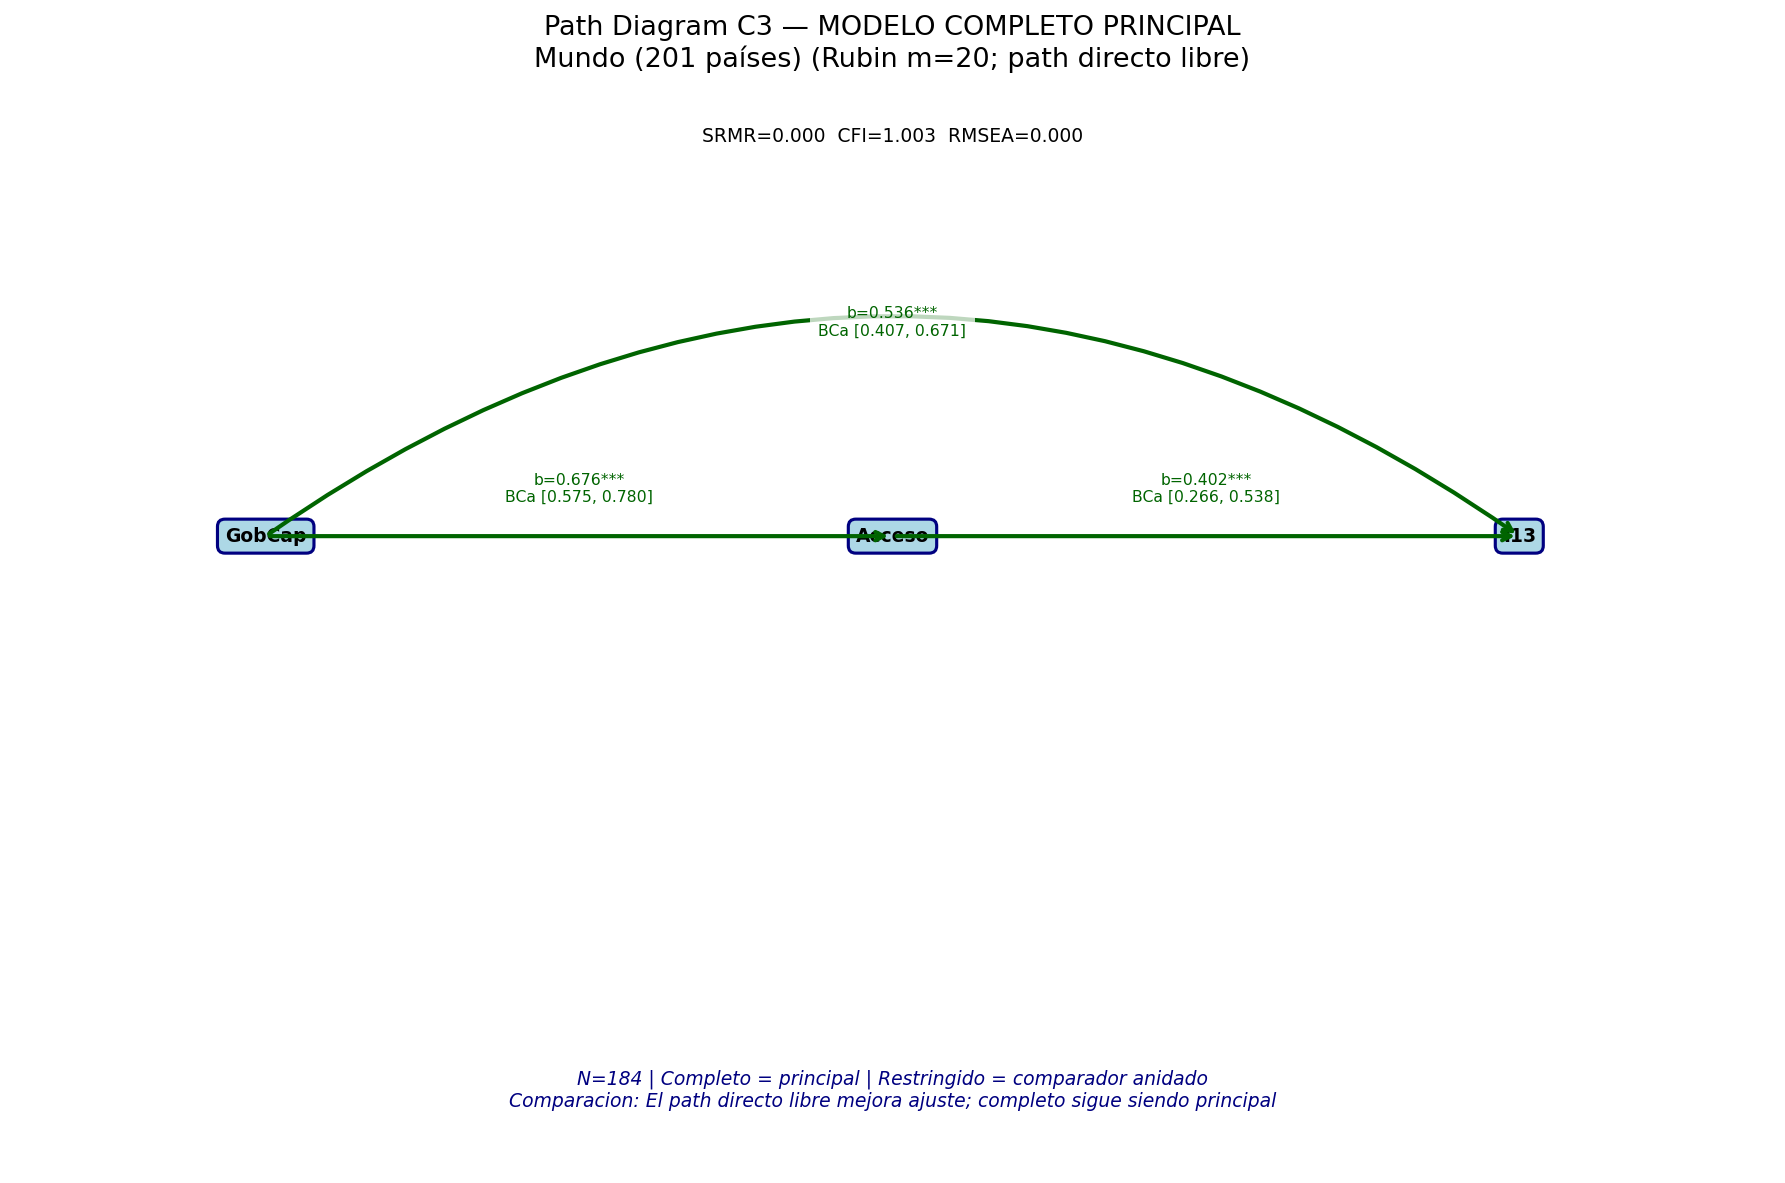 Path Diagram C3 — MODELO COMPLETO PRINCIPAL
Mundo (201 países) (Rubin m=20; path directo libre)
SRMR=0.000  CFI=1.003  RMSEA=0.000
b=0.536***
BCa [0.407, 0.671]
b=0.676***
BCa [0.575, 0.780]
b=0.402***
BCa [0.266, 0.538]
GobCap
Acceso
N=184 | Completo = principal | Restringido = comparador anidado
Comparacion: El path directo libre mejora ajuste; completo sigue siendo principal